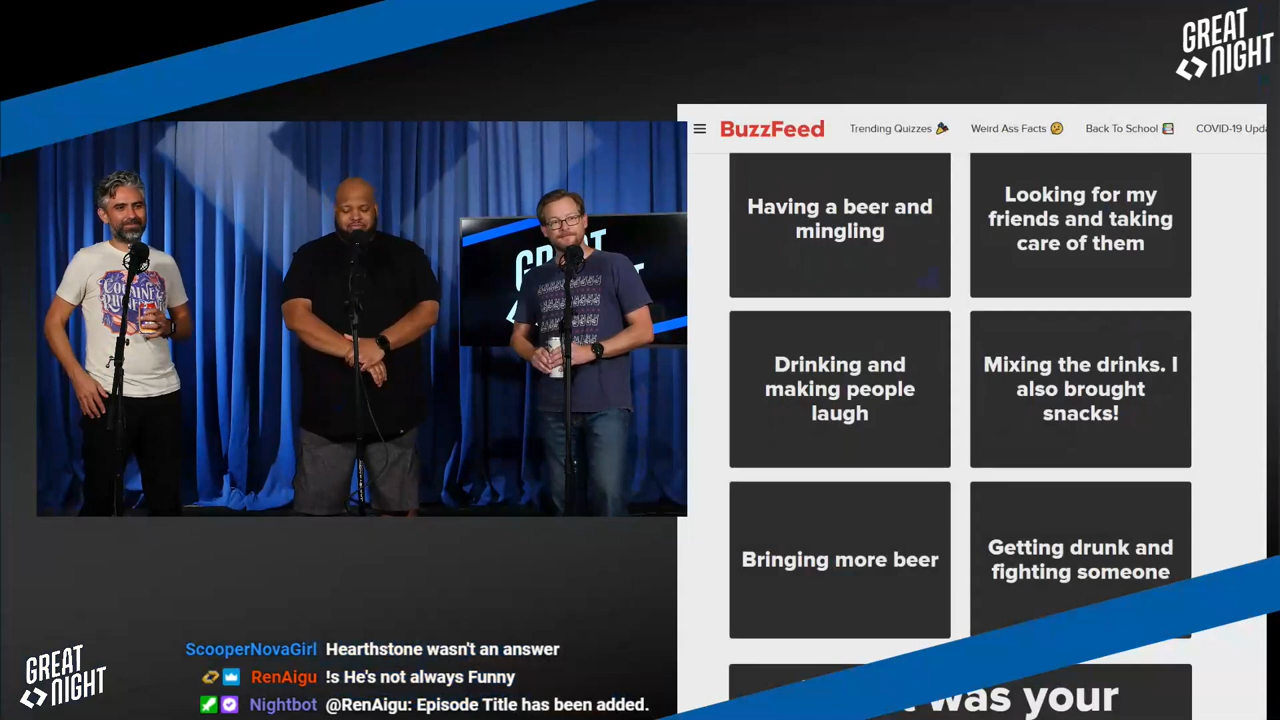 GREAT
NIGHT
BuzzFeed
Trending Quizzes
Weird Ass Facts
Back To School
COVID-19 Upda
Having a beer and
mingling
Looking for my
friends and taking
care of them
Drinking and
making people
laugh
Mixing the drinks. I
also brought
snacks!
Bringing more beer
Getting drunk and
fighting someone
was your
COCAINE
GREAT
NIGHT
ScooperNovaGirl Hearthstone wasn't an answer
RenAigu !s He's not always Funny
Nightbot @RenAigu: Episode Title has been added.